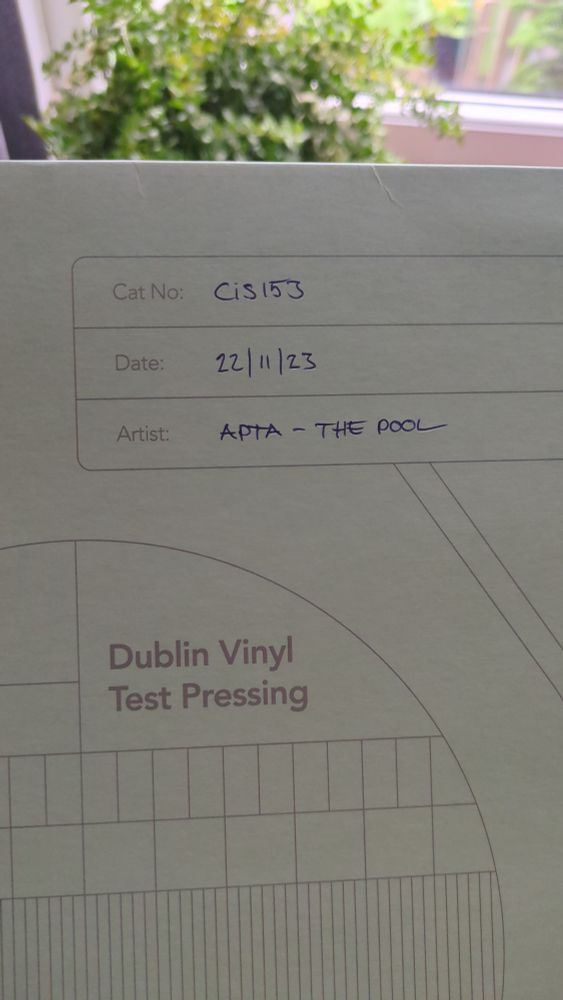 Cat No: CiS153
Date: 22/11/23
Artist: APTA - THE POOL
Dublin Vinyl
Test Pressing